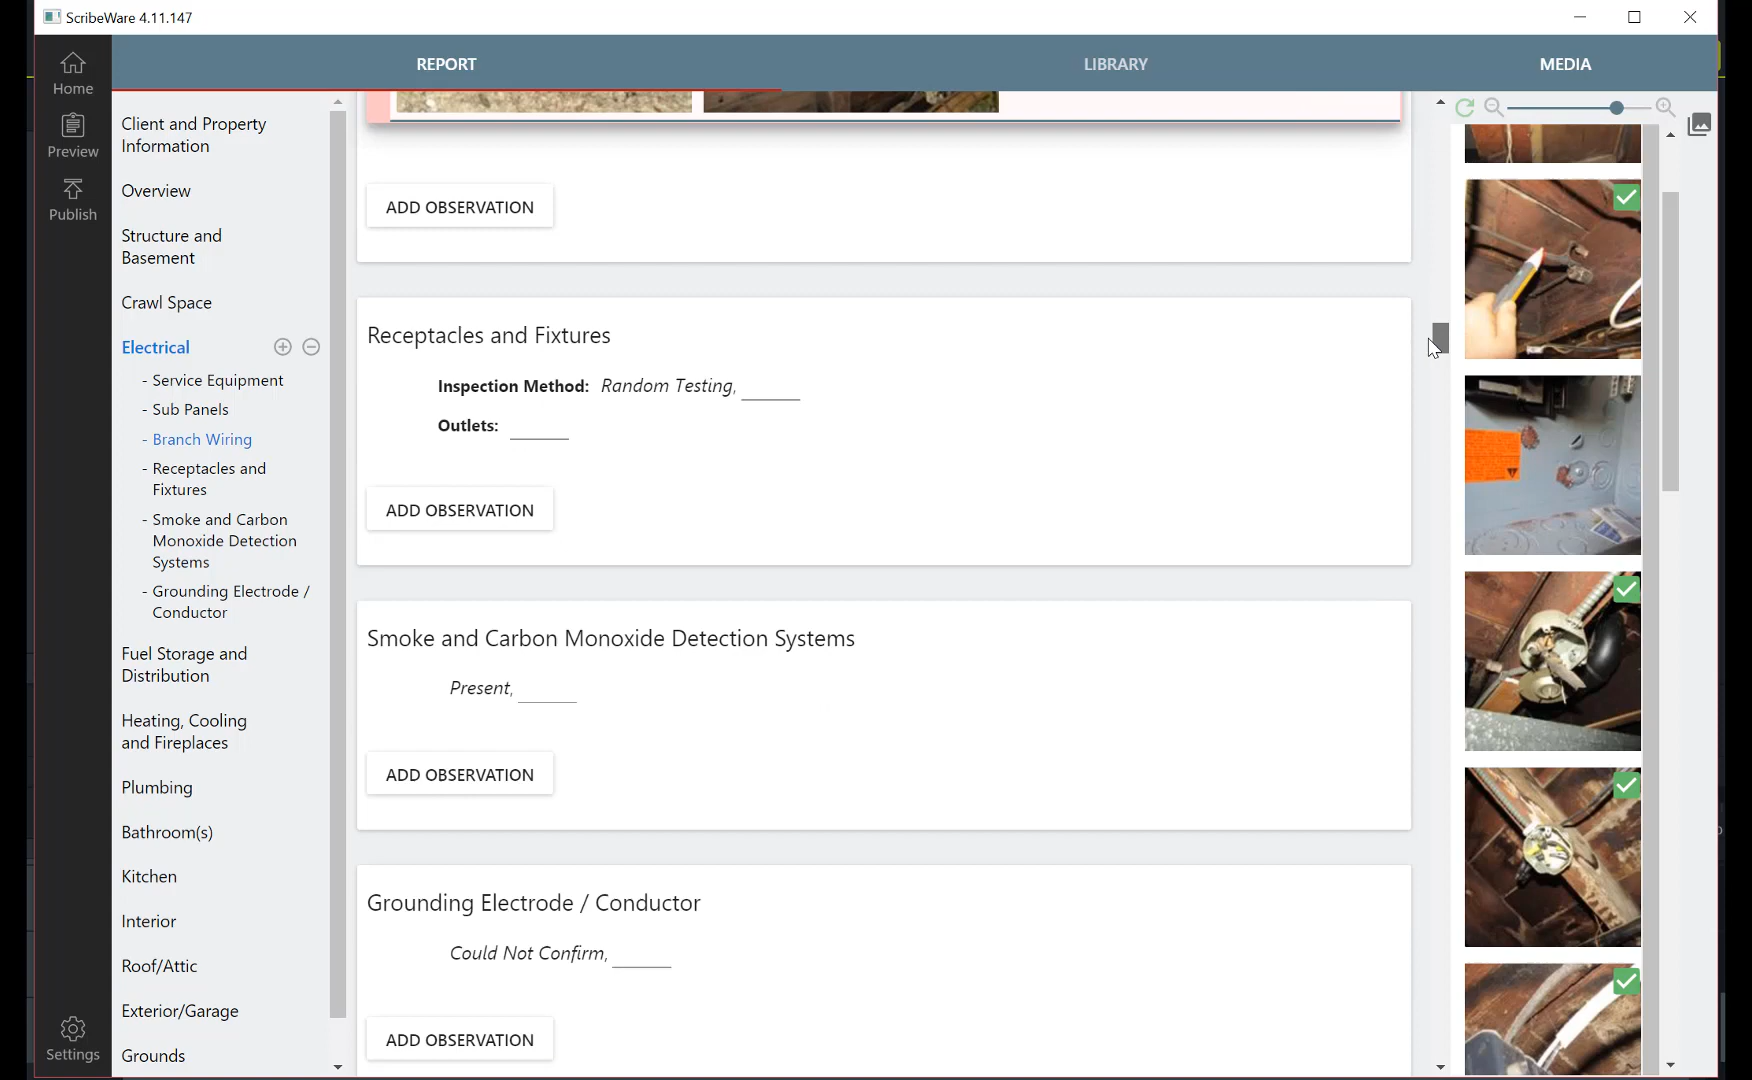 ScribeWare 4.11.147
REPORT
LIBRARY
MEDIA
Home
Preview
Publish
Settings
Client and Property
Information
Overview
Structure and
Basement
Crawl Space
Electrical
- Service Equipment
- Sub Panels
- Branch Wiring
- Receptacles and
Fixtures
- Smoke and Carbon
Monoxide Detection
Systems
- Grounding Electrode /
Conductor
Fuel Storage and
Distribution
Heating, Cooling
and Fireplaces
Plumbing
Bathroom(s)
Kitchen
Interior
Roof/Attic
Exterior/Garage
Grounds
ADD OBSERVATION
Receptacles and Fixtures
Inspection Method: Random Testing,
Outlets:
ADD OBSERVATION
Smoke and Carbon Monoxide Detection Systems
Present,
ADD OBSERVATION
Grounding Electrode / Conductor
Could Not Confirm,
ADD OBSERVATION